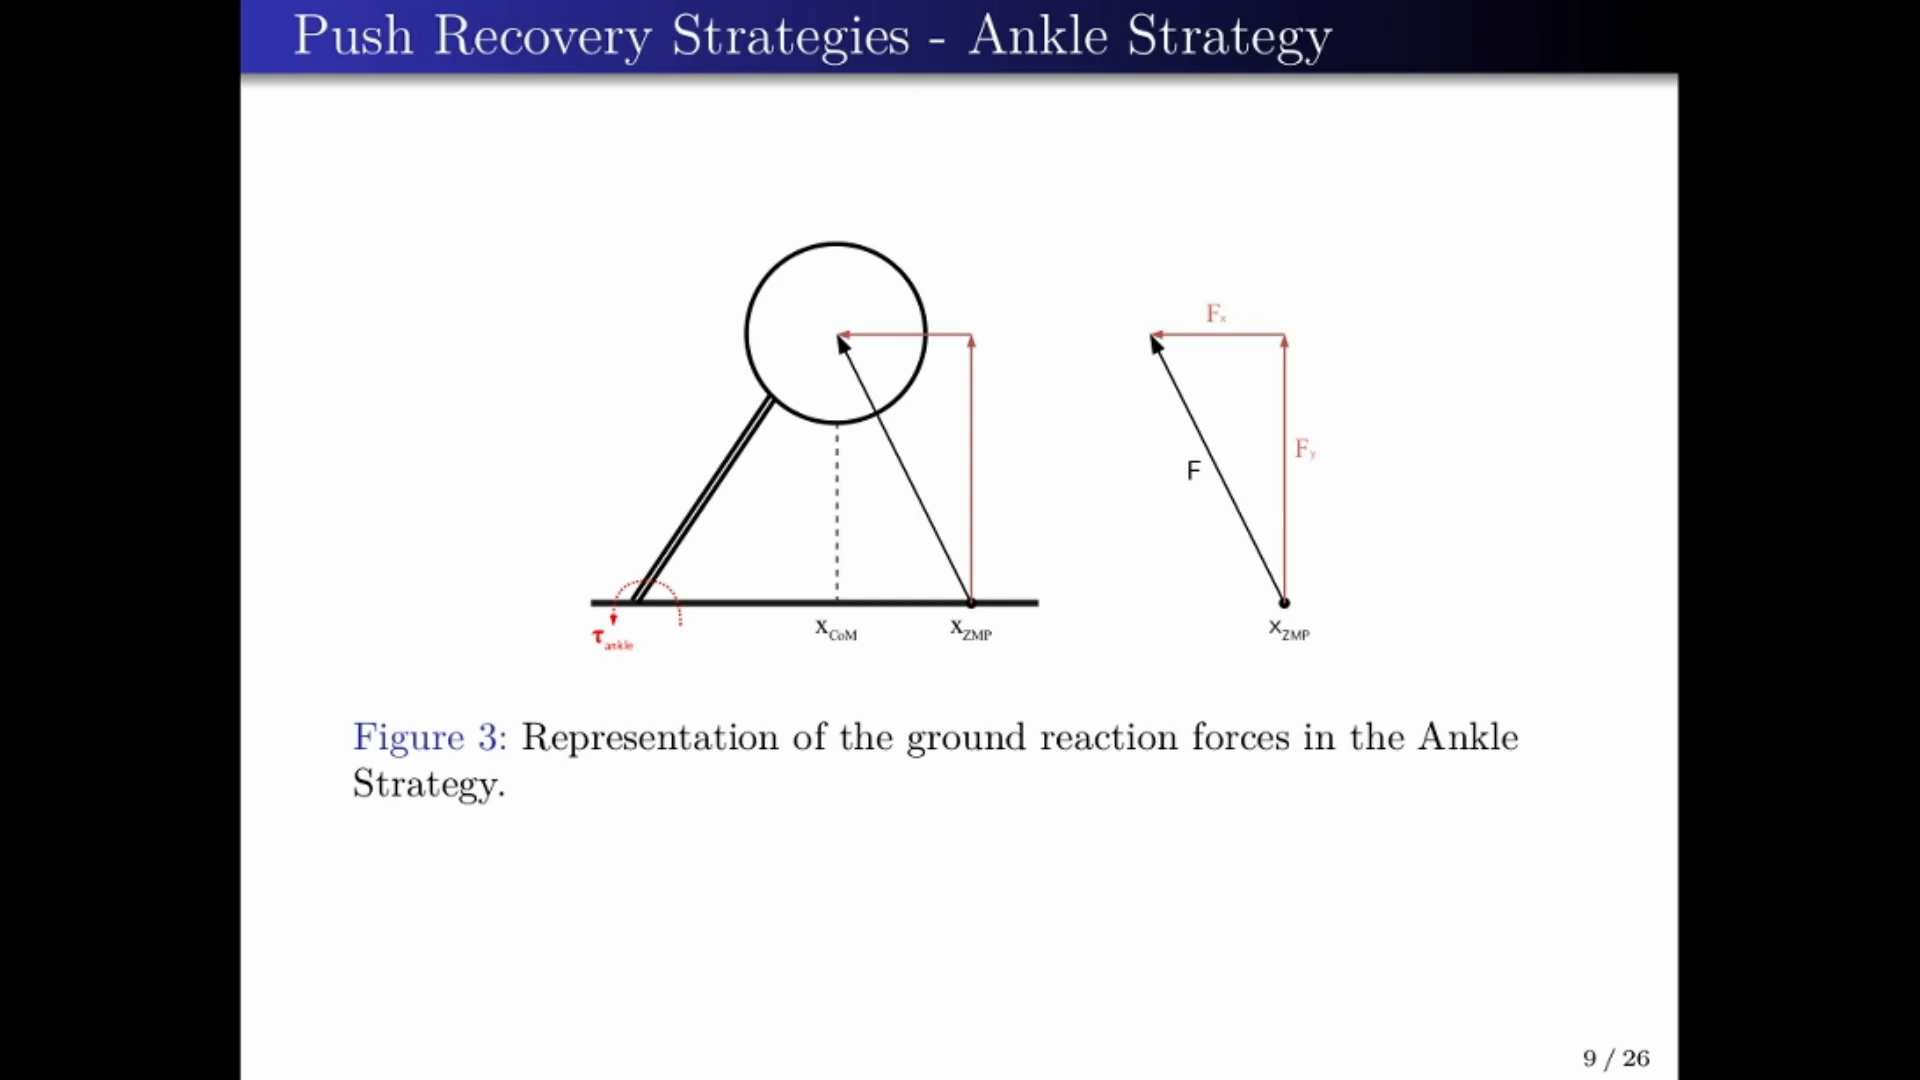 Push Recovery Strategies - Ankle Strategy
Fx
F
Fy
τankle
xCoM
xZMP
xZMP
Figure 3: Representation of the ground reaction forces in the Ankle
Strategy.
9 / 26